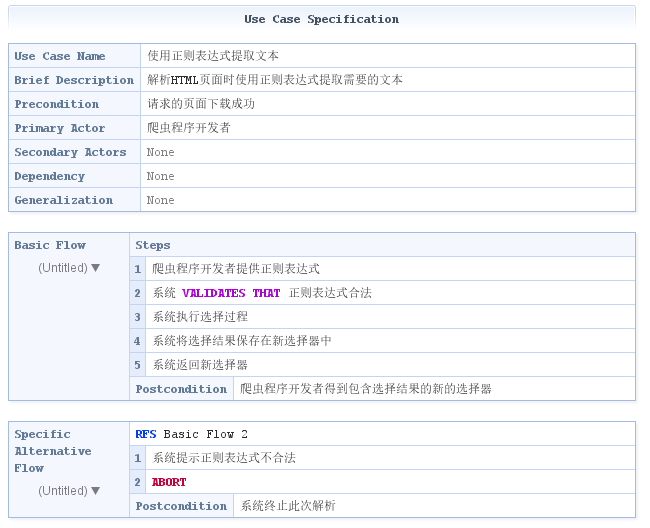 Use Case Specification
Use Case Name 使用正则表达式提取文本
Brief Description 解析HTML页面时使用正则表达式提取需要的文本
Precondition 请求的页面下载成功
Primary Actor 爬虫程序开发者
Secondary Actors None
Dependency None
Generalization None
Basic Flow Steps
(Untitled) ▼
1 爬虫程序开发者提供正则表达式
2 系统 VALIDATES THAT 正则表达式合法
3 系统执行选择过程
4 系统将选择结果保存在新选择器中
5 系统返回新选择器
Postcondition 爬虫程序开发者得到包含选择结果的新的选择器
Specific
Alternative
Flow
(Untitled) ▼
RFS Basic Flow 2
1 系统提示正则表达式不合法
2 ABORT
Postcondition 系统终止此次解析